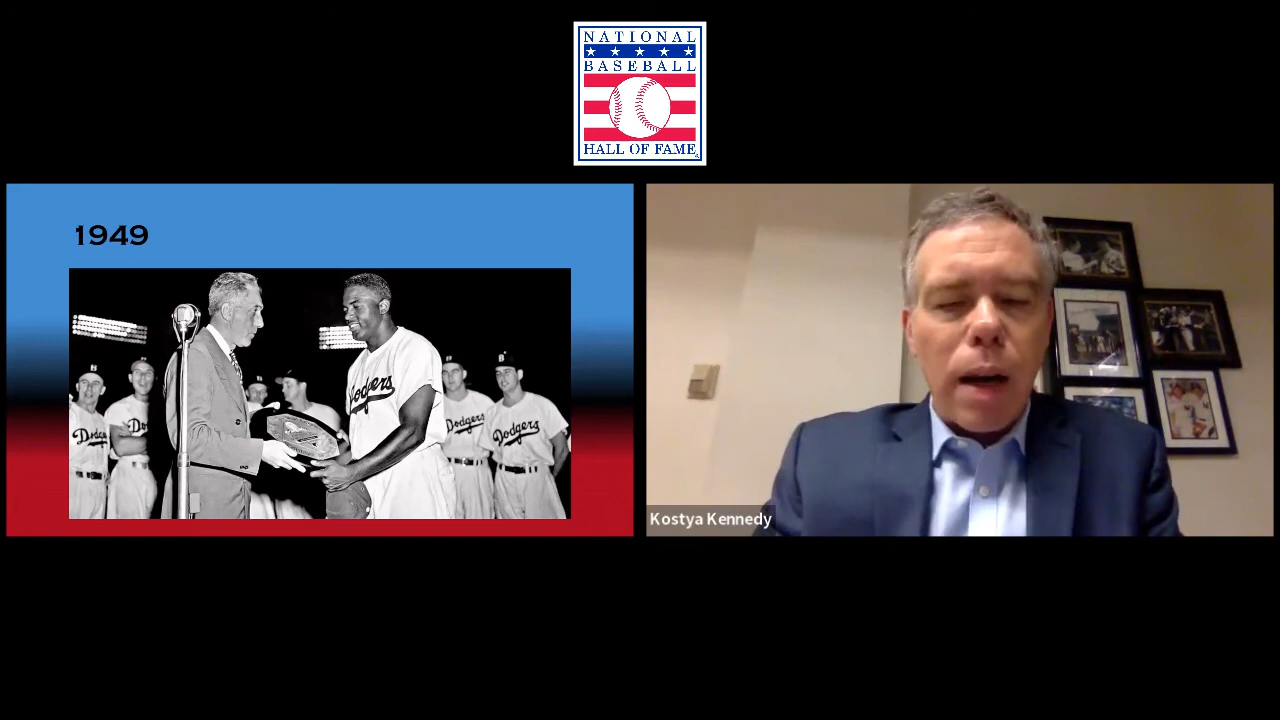 NATIONAL
BASEBALL
HALL OF FAME
1949
Dodgers
Dodgers
Dodgers
Dodgers
B
B
B
B
Kostya Kennedy